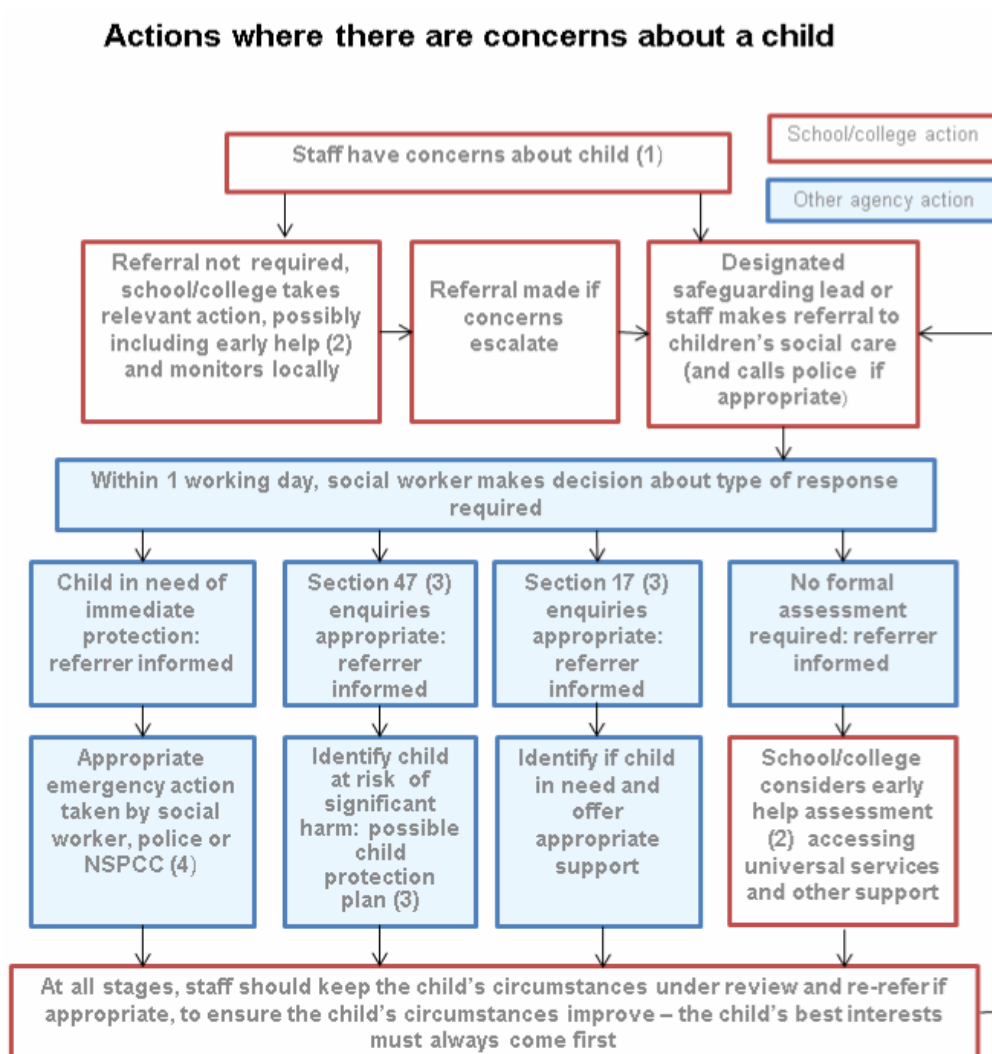 Actions where there are concerns about a child
School/college action
Staff have concerns about child (1)
Other agency action
Referral not required,
school/college takes
relevant action, possibly
including early help (2)
and monitors locally
Referral made if
concerns
escalate
Designated
safeguarding lead or
staff makes referral to
children's social care
(and calls police if
appropriate)
Within 1 working day, social worker makes decision about type of response
required
Child in need of
immediate
protection:
referrer informed
Section 47 (3)
enquiries
appropriate:
referrer
informed
Section 17 (3)
enquiries
appropriate:
referrer
informed
No formal
assessment
required: referrer
informed
Appropriate
emergency action
taken by social
worker, police or
NSPCC (4)
Identify child
at risk of
significant
harm: possible
child
protection
plan (3)
Identify if child
in need and
offer
appropriate
support
School/college
considers early
help assessment
(2) accessing
universal services
and other support
At all stages, staff should keep the child's circumstances under review and re-refer if
appropriate, to ensure the child's circumstances improve – the child's best interests
must always come first